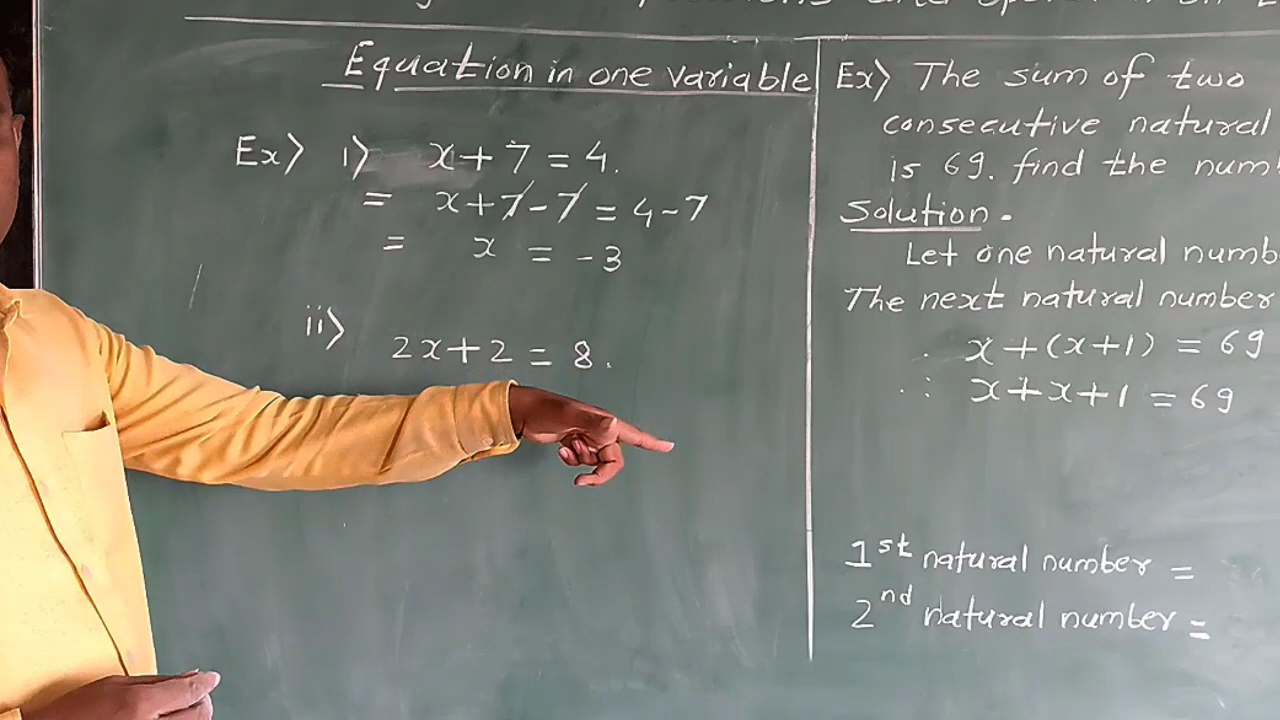 Equation in one variable
Ex> i> x + 7 = 4.
= x + 7 - 7 = 4 - 7
= x = -3
ii>
2x + 2 = 8.
Ex> The sum of two
consecutive natural
is 69. find the
Solution.
Let one natural
The next natural number
. x + (x + 1) = 69
∴ x + x + 1 = 69
1st natural number =
2nd natural number =